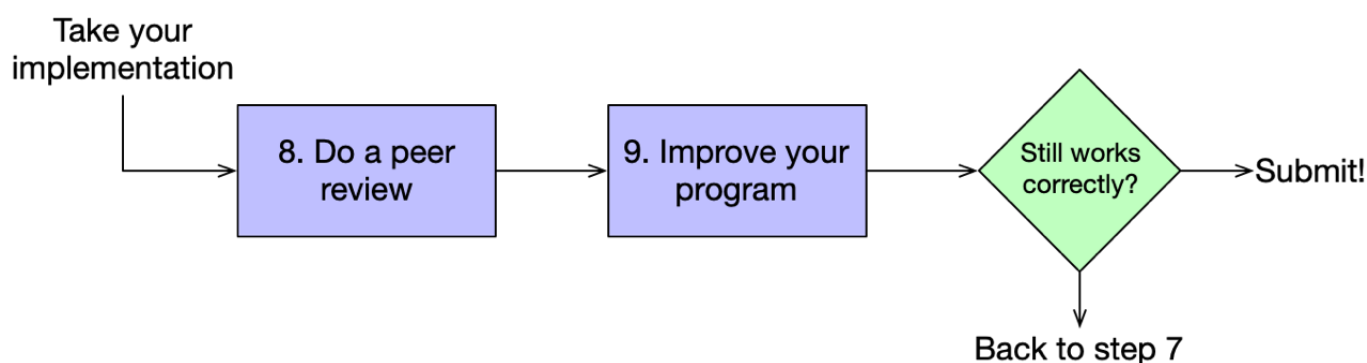 Take your
implementation
8. Do a peer
review
9. Improve your
program
Still works
correctly?
Submit!
Back to step 7